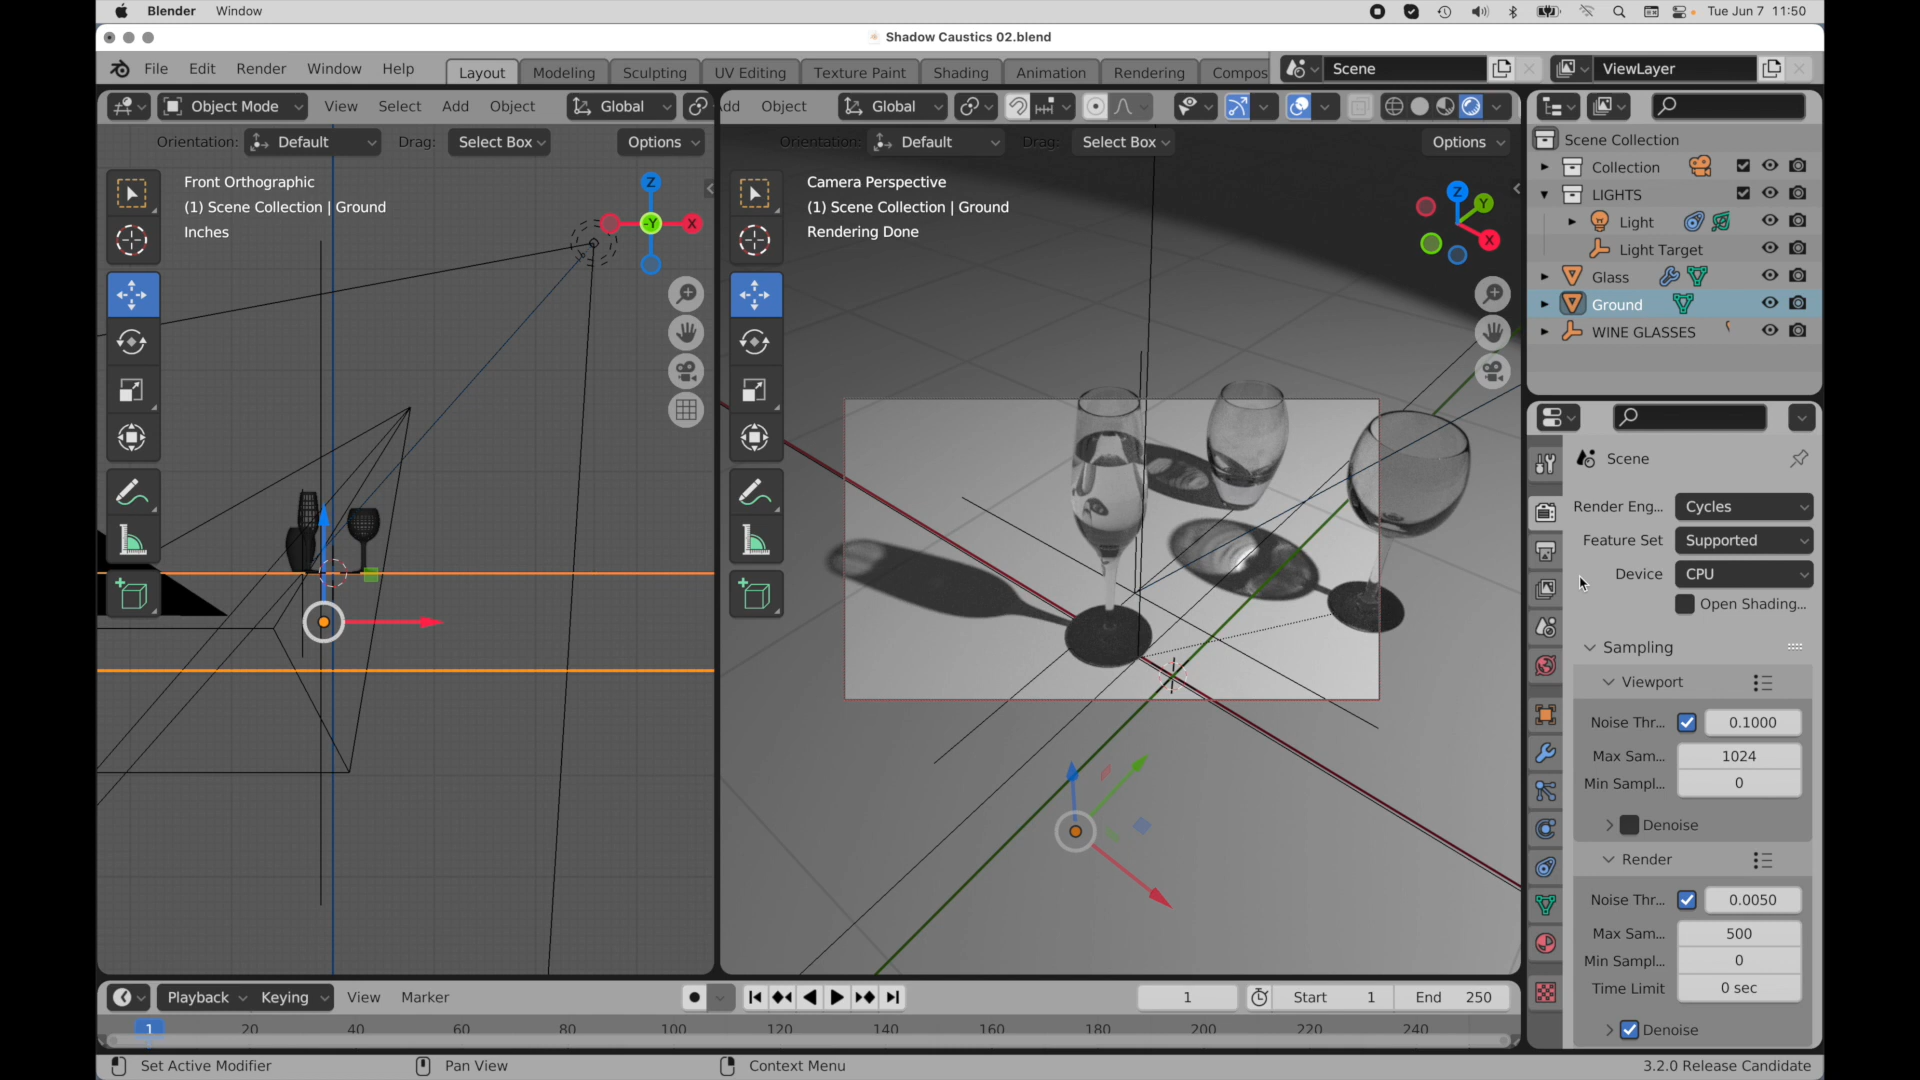 Blender Window Tue Jun 7 11:50
Shadow Caustics 02.blend
File Edit Render Window Help Layout Modeling Sculpting UV Editing Texture Paint Shading Animation Rendering Compos Scene ViewLayer
Object Mode View Select Add Object Global
dd Object Global
Orientation: Default Drag: Select Box Options
Orientation: Default Drag: Select Box Options
Front Orthographic
(1) Scene Collection | Ground
Inches
Z
-Y
X
Camera Perspective
(1) Scene Collection | Ground
Rendering Done
Z
Y
X
Scene Collection
Collection
LIGHTS
Light
Light Target
Glass
Ground
WINE GLASSES
Scene
Render Eng... Cycles
Feature Set Supported
Device CPU
Open Shading...
Sampling
Viewport
Noise Thr... 0.1000
Max Sam... 1024
Min Sampl... 0
Denoise
Render
Noise Thr... 0.0050
Max Sam... 500
Min Sampl... 0
Time Limit 0 sec
Denoise
Playback Keying View Marker 1 Start 1 End 250
1 20 40 60 80 100 120 140 160 180 200 220 240
Set Active Modifier Pan View Context Menu 3.2.0 Release Candidate